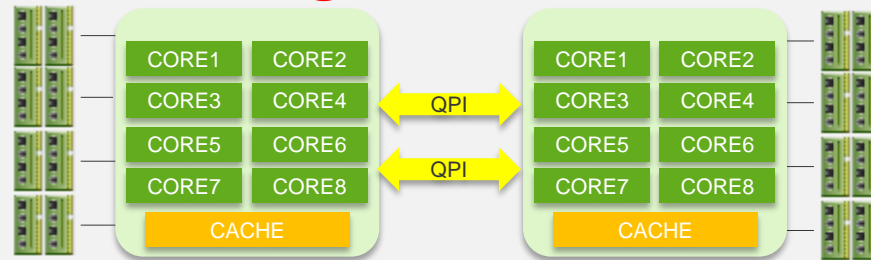 CORE1 CORE2
CORE3 CORE4
CORE5 CORE6
CORE7 CORE8
CACHE
QPI
QPI
CORE1 CORE2
CORE3 CORE4
CORE5 CORE6
CORE7 CORE8
CACHE